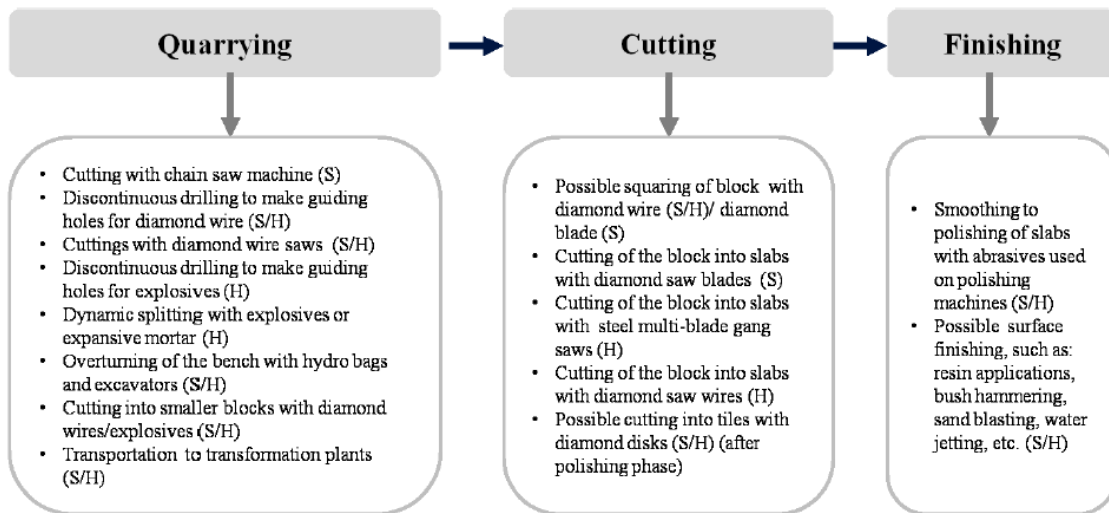 Quarrying
Cutting
Finishing
• Cutting with chain saw machine (S)
• Discontinuous drilling to make guiding
holes for diamond wire (S/H)
• Cuttings with diamond wire saws (S/H)
• Discontinuous drilling to make guiding
holes for explosives (H)
• Dynamic splitting with explosives or
expansive mortar (H)
• Overturning of the bench with hydro bags
and excavators (S/H)
• Cutting into smaller blocks with diamond
wires/explosives (S/H)
• Transportation to transformation plants
(S/H)
• Possible squaring of block with
diamond wire (S/H)/ diamond
blade (S)
• Cutting of the block into slabs
with diamond saw blades (S)
• Cutting of the block into slabs
with steel multi-blade gang
saws (H)
• Cutting of the block into slabs
with diamond saw wires (H)
• Possible cutting into tiles with
diamond disks (S/H) (after
polishing phase)
• Smoothing to
polishing of slabs
with abrasives used
on polishing
machines (S/H)
• Possible surface
finishing, such as:
resin applications,
bush hammering,
sand blasting, water
jetting, etc. (S/H)